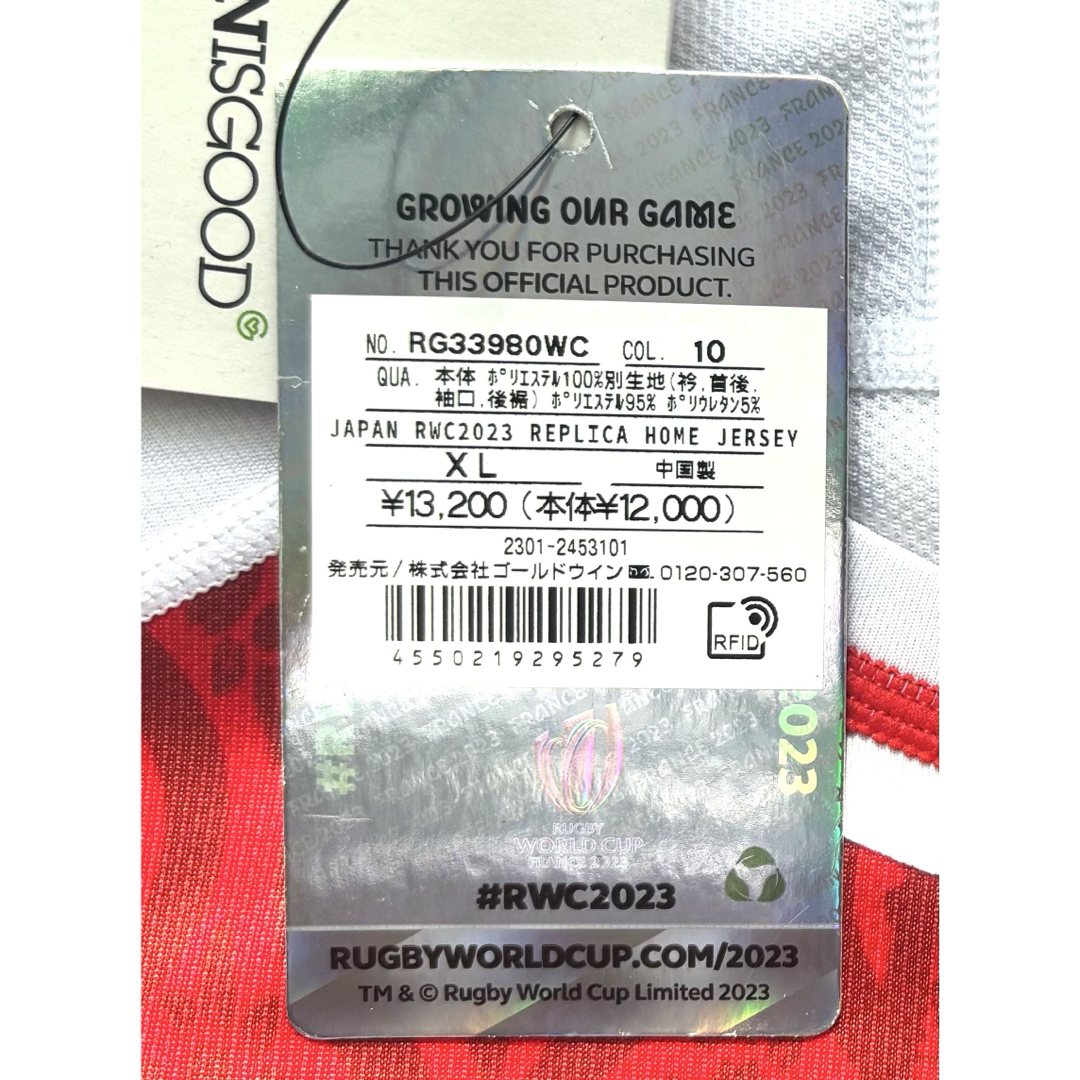 NISGOOD
GROWING OUR GAME
THANK YOU FOR PURCHASING
THIS OFFICIAL PRODUCT.
NO. RG33980WC COL. 10
QUA. 本体 ポリエステル100%別生地(衿,首後,
袖口,後裾) ポリエステル95% ポリウレタン5%
JAPAN RWC2023 REPLICA HOME JERSEY
XL 中国製
¥13,200(本体¥12,000)
2301-2453101
発売元/株式会社ゴールドウイン 0120-307-560
4550219295279
RFID
2023
FRANCE 2023
RUGBY
WORLD CUP
FRANCE 2023
#RWC2023
RUGBYWORLDCUP.COM/2023
TM & © Rugby World Cup Limited 2023